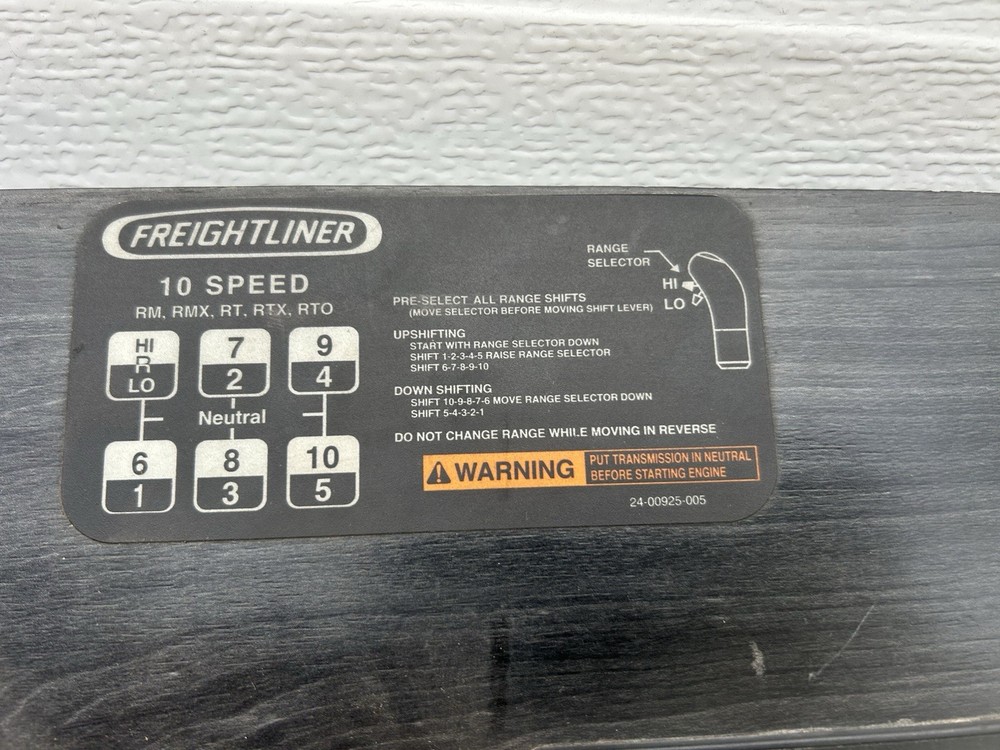 FREIGHTLINER
10 SPEED
RM, RMX, RT, RTX, RTO
HI
R
LO
7
2
9
4
Neutral
6
1
8
3
10
5
RANGE
SELECTOR
HI
LO
PRE-SELECT ALL RANGE SHIFTS
(MOVE SELECTOR BEFORE MOVING SHIFT LEVER)
UPSHIFTING
START WITH RANGE SELECTOR DOWN
SHIFT 1-2-3-4-5 RAISE RANGE SELECTOR
SHIFT 6-7-8-9-10
DOWN SHIFTING
SHIFT 10-9-8-7-6 MOVE RANGE SELECTOR DOWN
SHIFT 5-4-3-2-1
DO NOT CHANGE RANGE WHILE MOVING IN REVERSE
WARNING
PUT TRANSMISSION IN NEUTRAL
BEFORE STARTING ENGINE
24-00925-005